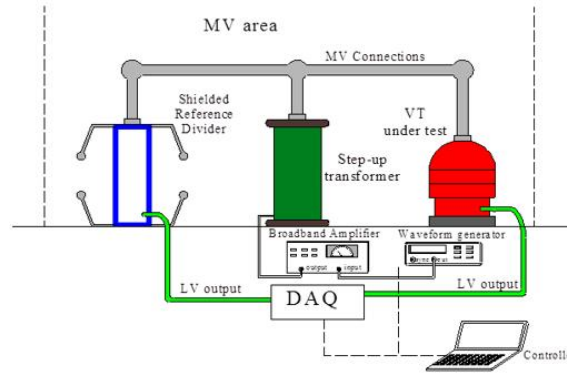 MV area
MV Connections
Shielded
Reference
Divider
VT
under test
Step-up
transformer
Broadband Amplifier
Waveform generator
output
input
LV output
DAQ
LV output
Controlle